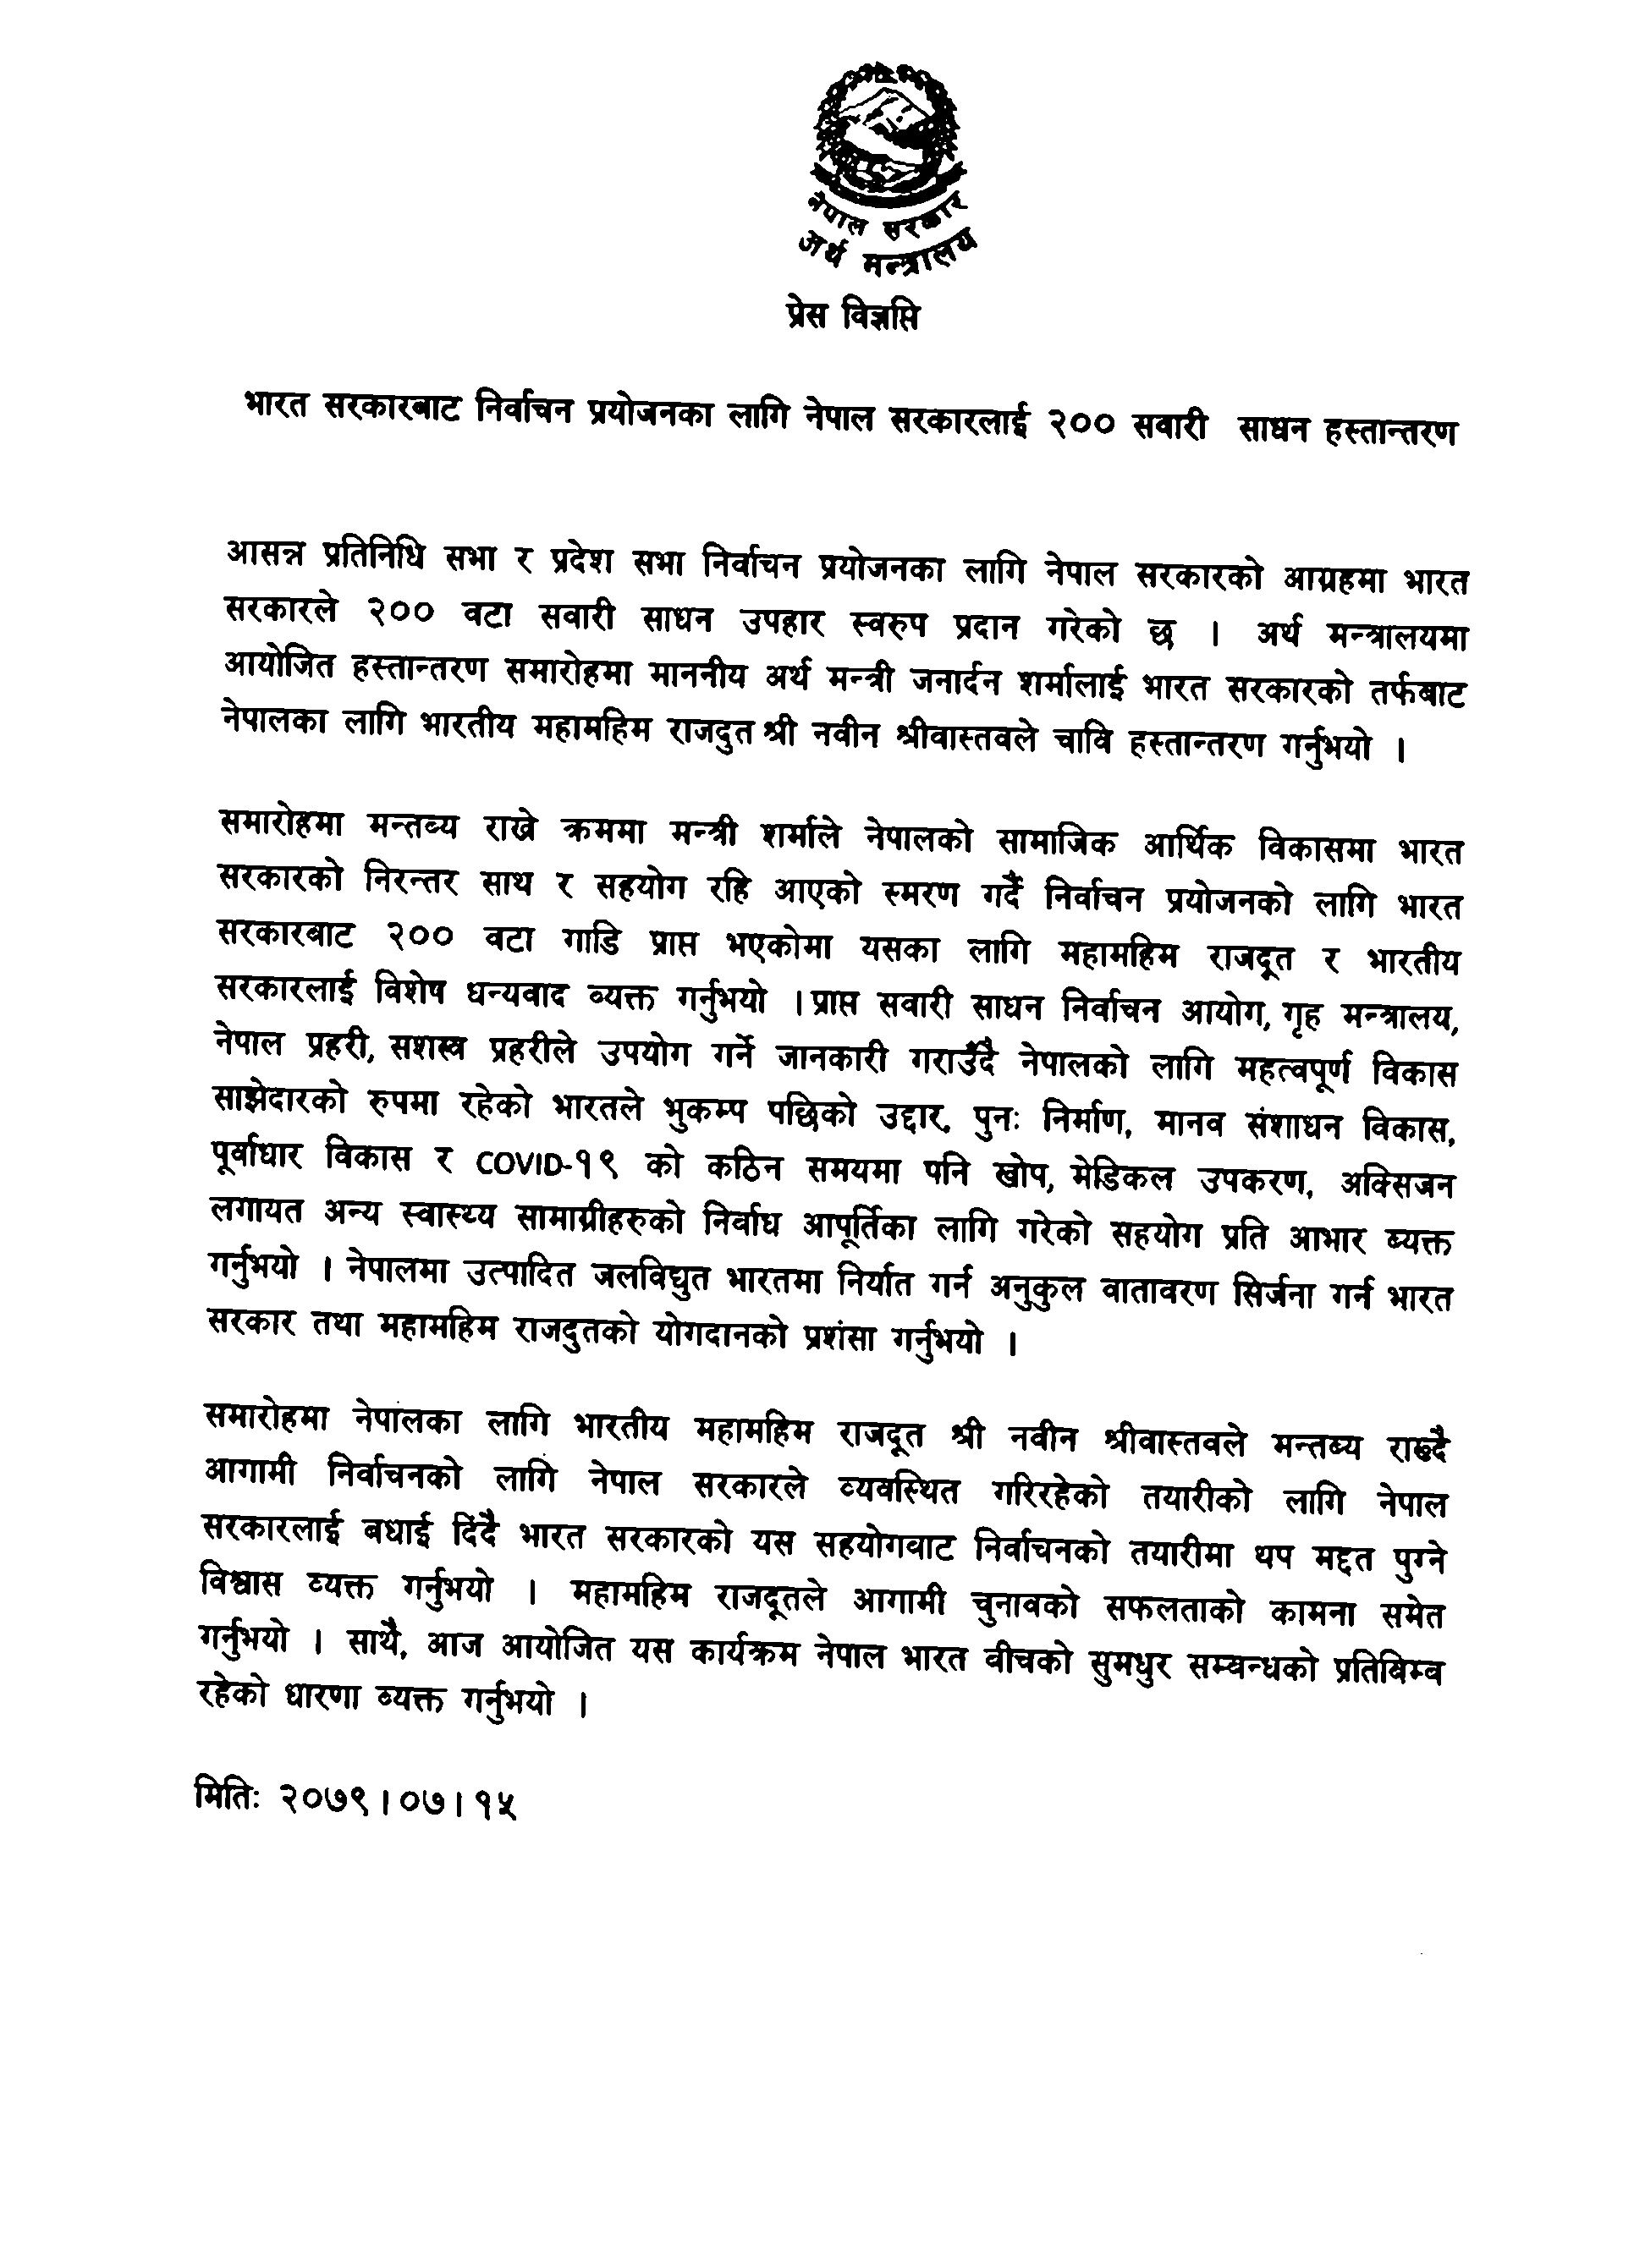 नेपाल सरकार
अर्थ मन्त्रालय
प्रेस विज्ञप्ति
भारत सरकारबाट निर्वाचन प्रयोजनका लागि नेपाल सरकारलाई २०० सवारी साधन हस्तान्तरण
आसन्न प्रतिनिधि सभा र प्रदेश सभा निर्वाचन प्रयोजनका लागि नेपाल सरकारको आग्रहमा भारत
सरकारले २०० वटा सवारी साधन उपहार स्वरुप प्रदान गरेको छ । अर्थ मन्त्रालयमा
आयोजित हस्तान्तरण समारोहमा माननीय अर्थ मन्त्री जनार्दन शर्मालाई भारत सरकारको तर्फबाट
नेपालका लागि भारतीय महामहिम राजदुत श्री नवीन श्रीवास्तवले चावि हस्तान्तरण गर्नुभयो ।
समारोहमा मन्तब्य राख्ने क्रममा मन्त्री शर्माले नेपालको सामाजिक आर्थिक विकासमा भारत
सरकारको निरन्तर साथ र सहयोग रहि आएको स्मरण गर्दै निर्वाचन प्रयोजनको लागि भारत
सरकारबाट २०० वटा गाडि प्राप्त भएकोमा यसका लागि महामहिम राजदूत र भारतीय
सरकारलाई विशेष धन्यवाद व्यक्त गर्नुभयो । प्राप्त सवारी साधन निर्वाचन आयोग, गृह मन्त्रालय,
नेपाल प्रहरी, सशस्त्र प्रहरीले उपयोग गर्ने जानकारी गराउँदै नेपालको लागि महत्वपूर्ण विकास
साझेदारको रुपमा रहेको भारतले भुकम्प पछिको उद्दार, पुनः निर्माण, मानव संशाधन विकास,
पूर्वाधार विकास र COVID-१९ को कठिन समयमा पनि खोप, मेडिकल उपकरण, अक्सिजन
लगायत अन्य स्वास्थ्य सामाग्रीहरुको निर्वाध आपूर्तिका लागि गरेको सहयोग प्रति आभार ब्यक्त
गर्नुभयो । नेपालमा उत्पादित जलविद्युत भारतमा निर्यात गर्न अनुकुल वातावरण सिर्जना गर्न भारत
सरकार तथा महामहिम राजदुतको योगदानको प्रशंसा गर्नुभयो ।
समारोहमा नेपालका लागि भारतीय महामहिम राजदूत श्री नवीन श्रीवास्तवले मन्तब्य राख्दै
आगामी निर्वाचनको लागि नेपाल सरकारले व्यवस्थित गरिरहेको तयारीको लागि नेपाल
सरकारलाई बधाई दिंदै भारत सरकारको यस सहयोगबाट निर्वाचनको तयारीमा थप मद्दत पुग्ने
विश्वास व्यक्त गर्नुभयो । महामहिम राजदूतले आगामी चुनावको सफलताको कामना समेत
गर्नुभयो । साथै, आज आयोजित यस कार्यक्रम नेपाल भारत वीचको सुमधुर सम्वन्धको प्रतिबिम्व
रहेको धारणा व्यक्त गर्नुभयो ।
मितिः २०७९।०७।१५